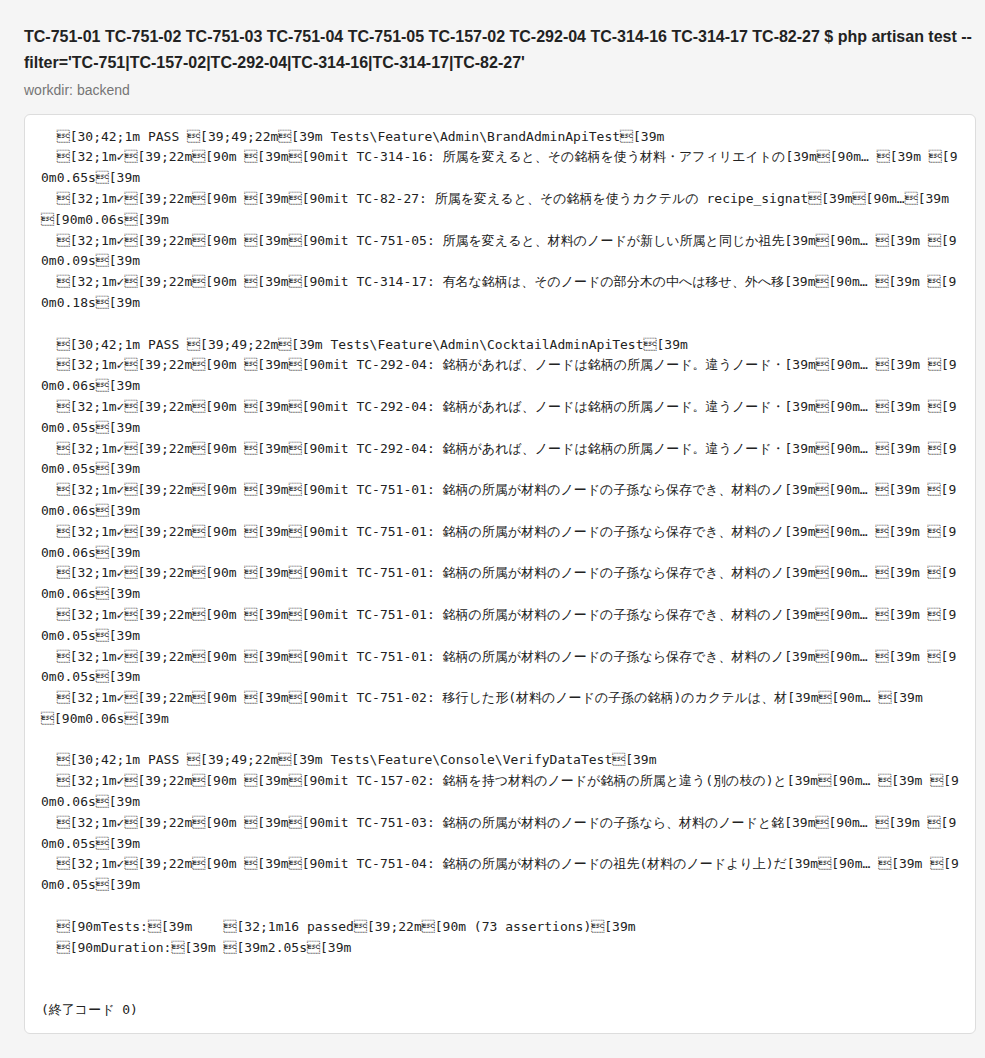 TC-751-01 TC-751-02 TC-751-03 TC-751-04 TC-751-05 TC-157-02 TC-292-04 TC-314-16 TC-314-17 TC-82-27 $ php artisan test --
filter='TC-751|TC-157-02|TC-292-04|TC-314-16|TC-314-17|TC-82-27'
workdir: backend
␛[30;42;1m PASS ␛[39;49;22m␛[39m Tests\Feature\Admin\BrandAdminApiTest␛[39m
␛[32;1m✓␛[39;22m␛[90m ␛[39m␛[90mit TC-314-16: 所属を変えると、その銘柄を使う材料・アフィリエイトの[39m␛[90m… ␛[39m ␛[9
0m0.65s␛[39m
␛[32;1m✓␛[39;22m␛[90m ␛[39m␛[90mit TC-82-27: 所属を変えると、その銘柄を使うカクテルの recipe_signat␛[39m␛[90m…␛[39m
␛[90m0.06s␛[39m
␛[32;1m✓␛[39;22m␛[90m ␛[39m␛[90mit TC-751-05: 所属を変えると、材料のノードが新しい所属と同じか祖先[39m␛[90m… ␛[39m ␛[9
0m0.09s␛[39m
␛[32;1m✓␛[39;22m␛[90m ␛[39m␛[90mit TC-314-17: 有名な銘柄は、そのノードの部分木の中へは移せ、外へ移[39m␛[90m… ␛[39m ␛[9
0m0.18s␛[39m
␛[30;42;1m PASS ␛[39;49;22m␛[39m Tests\Feature\Admin\CocktailAdminApiTest␛[39m
␛[32;1m✓␛[39;22m␛[90m ␛[39m␛[90mit TC-292-04: 銘柄があれば、ノードは銘柄の所属ノード。違うノード・[39m␛[90m… ␛[39m ␛[9
0m0.06s␛[39m
␛[32;1m✓␛[39;22m␛[90m ␛[39m␛[90mit TC-292-04: 銘柄があれば、ノードは銘柄の所属ノード。違うノード・[39m␛[90m… ␛[39m ␛[9
0m0.05s␛[39m
␛[32;1m✓␛[39;22m␛[90m ␛[39m␛[90mit TC-292-04: 銘柄があれば、ノードは銘柄の所属ノード。違うノード・[39m␛[90m… ␛[39m ␛[9
0m0.05s␛[39m
␛[32;1m✓␛[39;22m␛[90m ␛[39m␛[90mit TC-751-01: 銘柄の所属が材料のノードの子孫なら保存でき、材料のノ[39m␛[90m… ␛[39m ␛[9
0m0.06s␛[39m
␛[32;1m✓␛[39;22m␛[90m ␛[39m␛[90mit TC-751-01: 銘柄の所属が材料のノードの子孫なら保存でき、材料のノ[39m␛[90m… ␛[39m ␛[9
0m0.06s␛[39m
␛[32;1m✓␛[39;22m␛[90m ␛[39m␛[90mit TC-751-01: 銘柄の所属が材料のノードの子孫なら保存でき、材料のノ[39m␛[90m… ␛[39m ␛[9
0m0.06s␛[39m
␛[32;1m✓␛[39;22m␛[90m ␛[39m␛[90mit TC-751-01: 銘柄の所属が材料のノードの子孫なら保存でき、材料のノ[39m␛[90m… ␛[39m ␛[9
0m0.05s␛[39m
␛[32;1m✓␛[39;22m␛[90m ␛[39m␛[90mit TC-751-01: 銘柄の所属が材料のノードの子孫なら保存でき、材料のノ[39m␛[90m… ␛[39m ␛[9
0m0.05s␛[39m
␛[32;1m✓␛[39;22m␛[90m ␛[39m␛[90mit TC-751-02: 移行した形(材料のノードの子孫の銘柄)のカクテルは、材[39m␛[90m… ␛[39m
␛[90m0.06s␛[39m
␛[30;42;1m PASS ␛[39;49;22m␛[39m Tests\Feature\Console\VerifyDataTest␛[39m
␛[32;1m✓␛[39;22m␛[90m ␛[39m␛[90mit TC-157-02: 銘柄を持つ材料のノードが銘柄の所属と違う(別の枝の)と[39m␛[90m… ␛[39m ␛[9
0m0.06s␛[39m
␛[32;1m✓␛[39;22m␛[90m ␛[39m␛[90mit TC-751-03: 銘柄の所属が材料のノードの子孫なら、材料のノードと銘[39m␛[90m… ␛[39m ␛[9
0m0.05s␛[39m
␛[32;1m✓␛[39;22m␛[90m ␛[39m␛[90mit TC-751-04: 銘柄の所属が材料のノードの祖先(材料のノードより上)だ[39m␛[90m… ␛[39m ␛[9
0m0.05s␛[39m
␛[90mTests:␛[39m    ␛[32;1m16 passed␛[39;22m␛[90m (73 assertions)␛[39m
␛[90mDuration:␛[39m ␛[39m2.05s␛[39m
(終了コード 0)